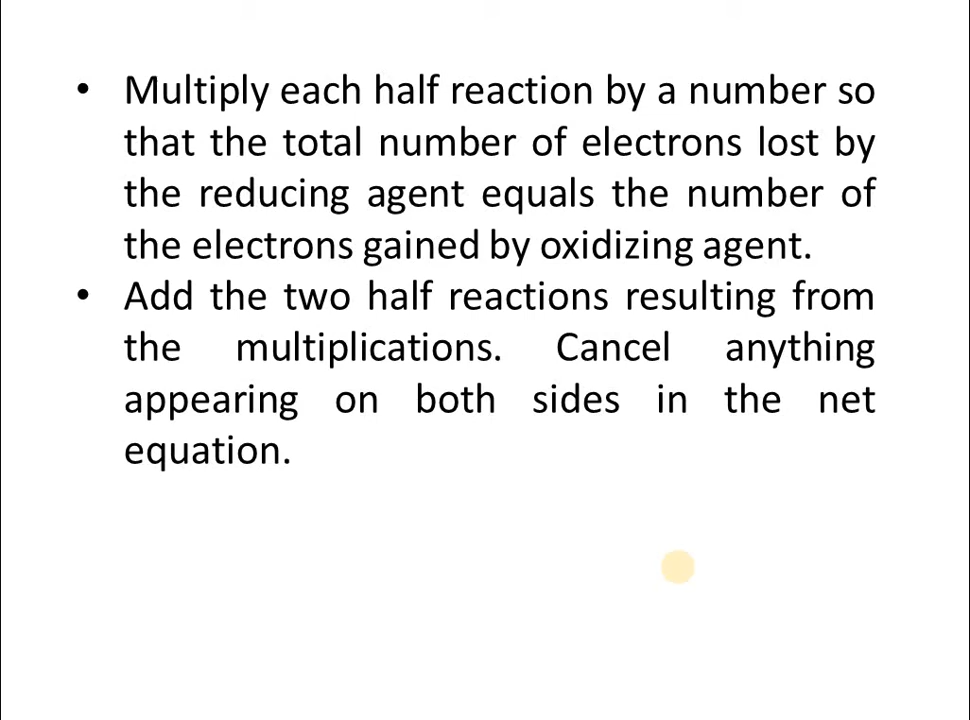 • Multiply each half reaction by a number so
that the total number of electrons lost by
the reducing agent equals the number of
the electrons gained by oxidizing agent.
• Add the two half reactions resulting from
the multiplications. Cancel anything
appearing on both sides in the net
equation.